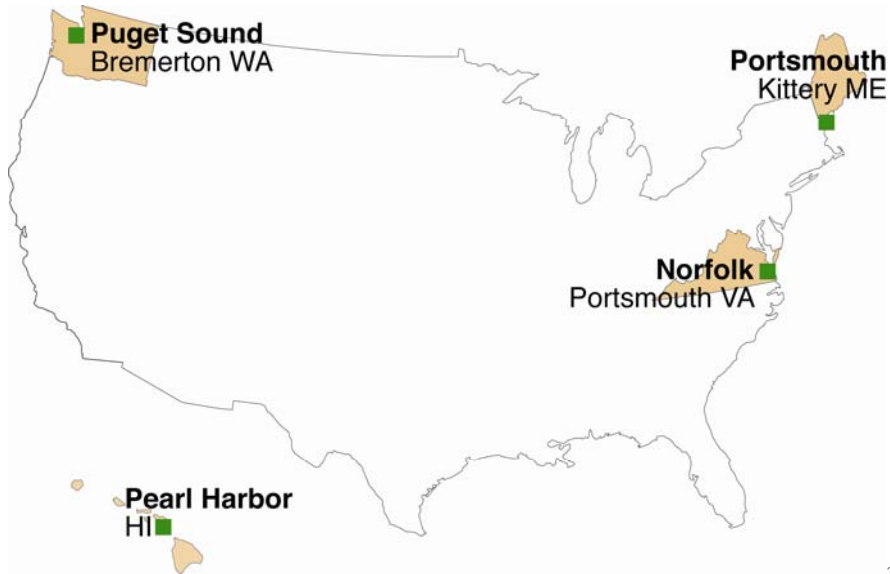 Puget Sound
Bremerton WA
Portsmouth
Kittery ME
Norfolk
Portsmouth VA
Pearl Harbor
HI